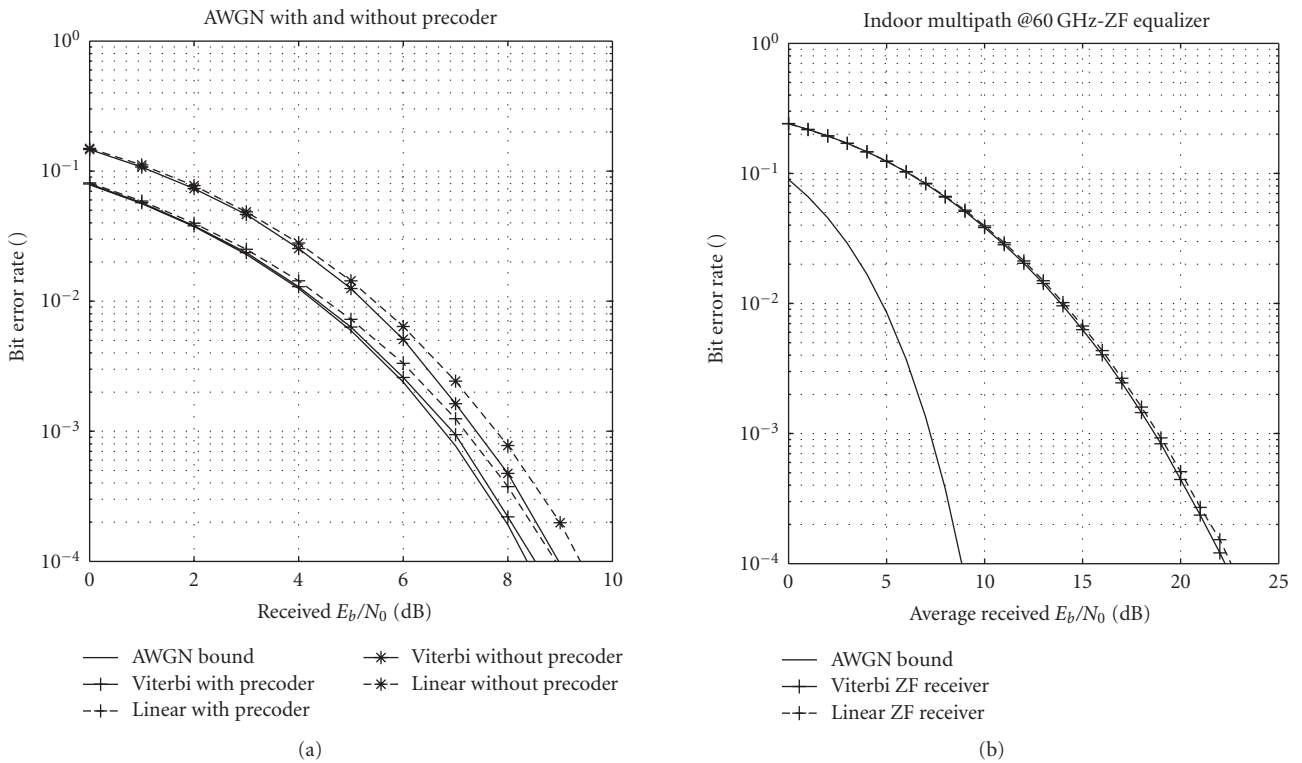 AWGN with and without precoder
10⁰
10⁻¹
10⁻²
10⁻³
10⁻⁴
Bit error rate ()
0 2 4 6 8 10
Received E_b/N_0 (dB)
AWGN bound
Viterbi with precoder
Linear with precoder
Viterbi without precoder
Linear without precoder
(a)
Indoor multipath @60 GHz-ZF equalizer
10⁰
10⁻¹
10⁻²
10⁻³
10⁻⁴
Bit error rate ()
0 5 10 15 20 25
Average received E_b/N_0 (dB)
AWGN bound
Viterbi ZF receiver
Linear ZF receiver
(b)